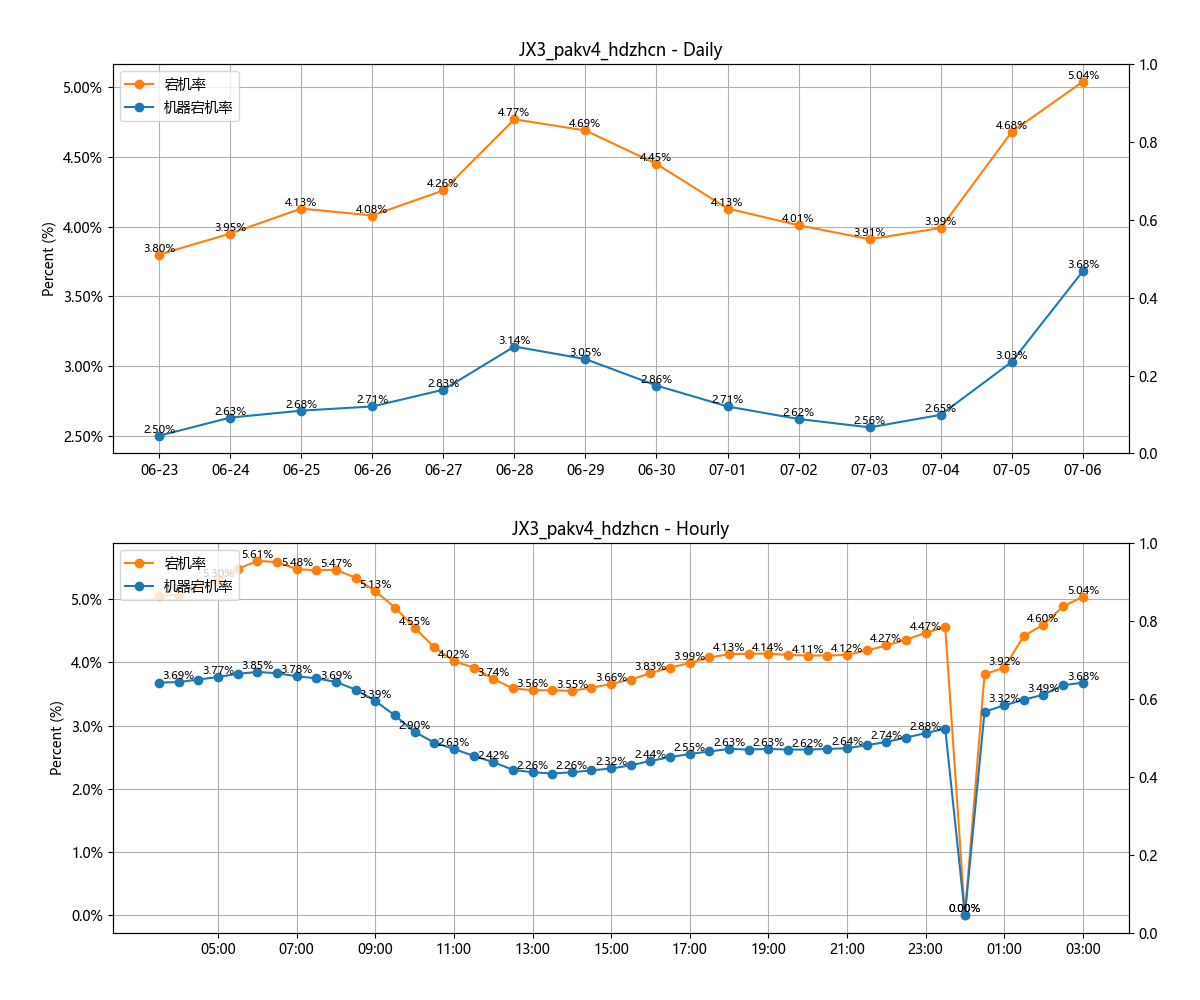 JX3_pakv4_hdzhcn - Daily
宕机率
机器宕机率
Percent (%)
5.00%
4.50%
4.00%
3.50%
3.00%
2.50%
1.0
0.8
0.6
0.4
0.2
0.0
3.80% 3.95% 4.13% 4.08% 4.26% 4.77% 4.69% 4.45% 4.13% 4.01% 3.91% 3.99% 4.68% 5.04%
2.50% 2.63% 2.68% 2.71% 2.83% 3.14% 3.05% 2.86% 2.71% 2.62% 2.56% 2.65% 3.03% 3.68%
06-23 06-24 06-25 06-26 06-27 06-28 06-29 06-30 07-01 07-02 07-03 07-04 07-05 07-06
JX3_pakv4_hdzhcn - Hourly
宕机率
机器宕机率
Percent (%)
5.0%
4.0%
3.0%
2.0%
1.0%
0.0%
1.0
0.8
0.6
0.4
0.2
0.0
5.30% 5.61% 5.48% 5.47% 5.13% 4.55% 4.02% 3.74% 3.56% 3.55% 3.66% 3.83% 3.99% 4.13% 4.14% 4.11% 4.12% 4.27% 4.47% 0.00% 3.92% 4.60% 5.04%
3.69% 3.77% 3.85% 3.78% 3.69% 3.39% 2.90% 2.63% 2.42% 2.26% 2.26% 2.32% 2.44% 2.55% 2.63% 2.63% 2.62% 2.64% 2.74% 2.88% 0.00% 3.32% 3.49% 3.68%
05:00 07:00 09:00 11:00 13:00 15:00 17:00 19:00 21:00 23:00 01:00 03:00